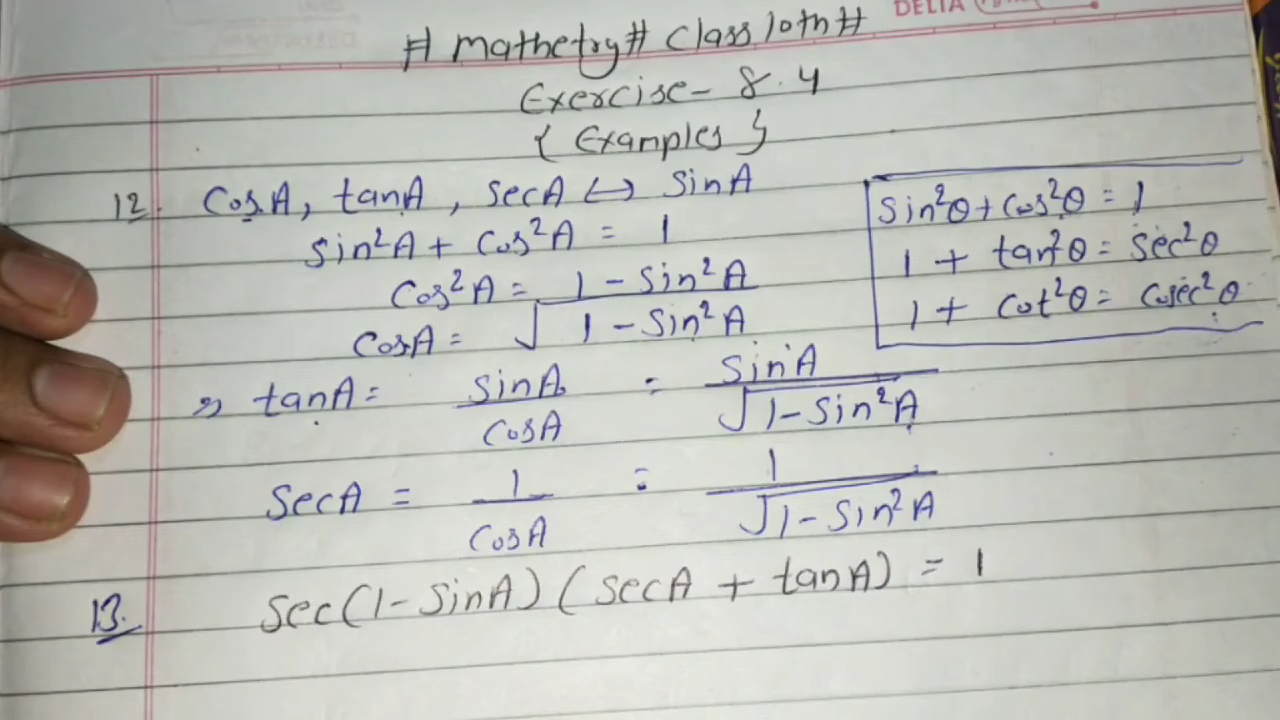 DELTA
# Mathetry # Class 10th #
Exercise- 8.4
{ Examples }
12. CosA, tanA, secA ↔ SinA
Sin²A + Cos²A = 1
Cos²A = 1 - Sin²A
CosA = √1 - Sin²A
⇒ tanA = SinA/CosA = SinA/√1-Sin²A
SecA = 1/CosA = 1/√1-Sin²A
13. Sec(1-SinA) (SecA + tanA) = 1
Sin²θ + Cos²θ = 1
1 + tan²θ = Sec²θ
1 + Cot²θ = Cosec²θ